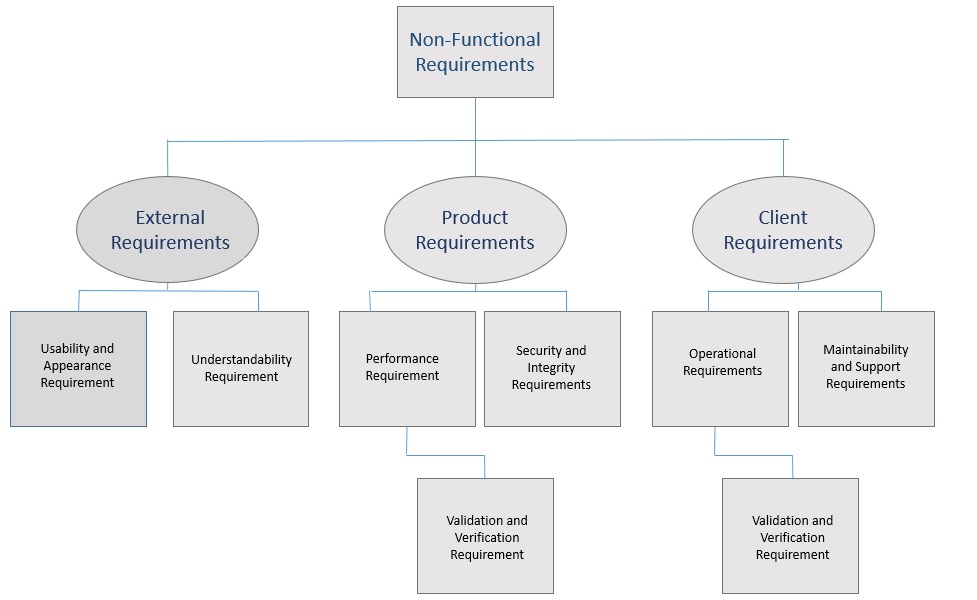 Non-Functional
Requirements
External
Requirements
Product
Requirements
Client
Requirements
Usability and
Appearance
Requirement
Understandability
Requirement
Performance
Requirement
Security and
Integrity
Requirements
Operational
Requirements
Maintainability
and Support
Requirements
Validation and
Verification
Requirement
Validation and
Verification
Requirement